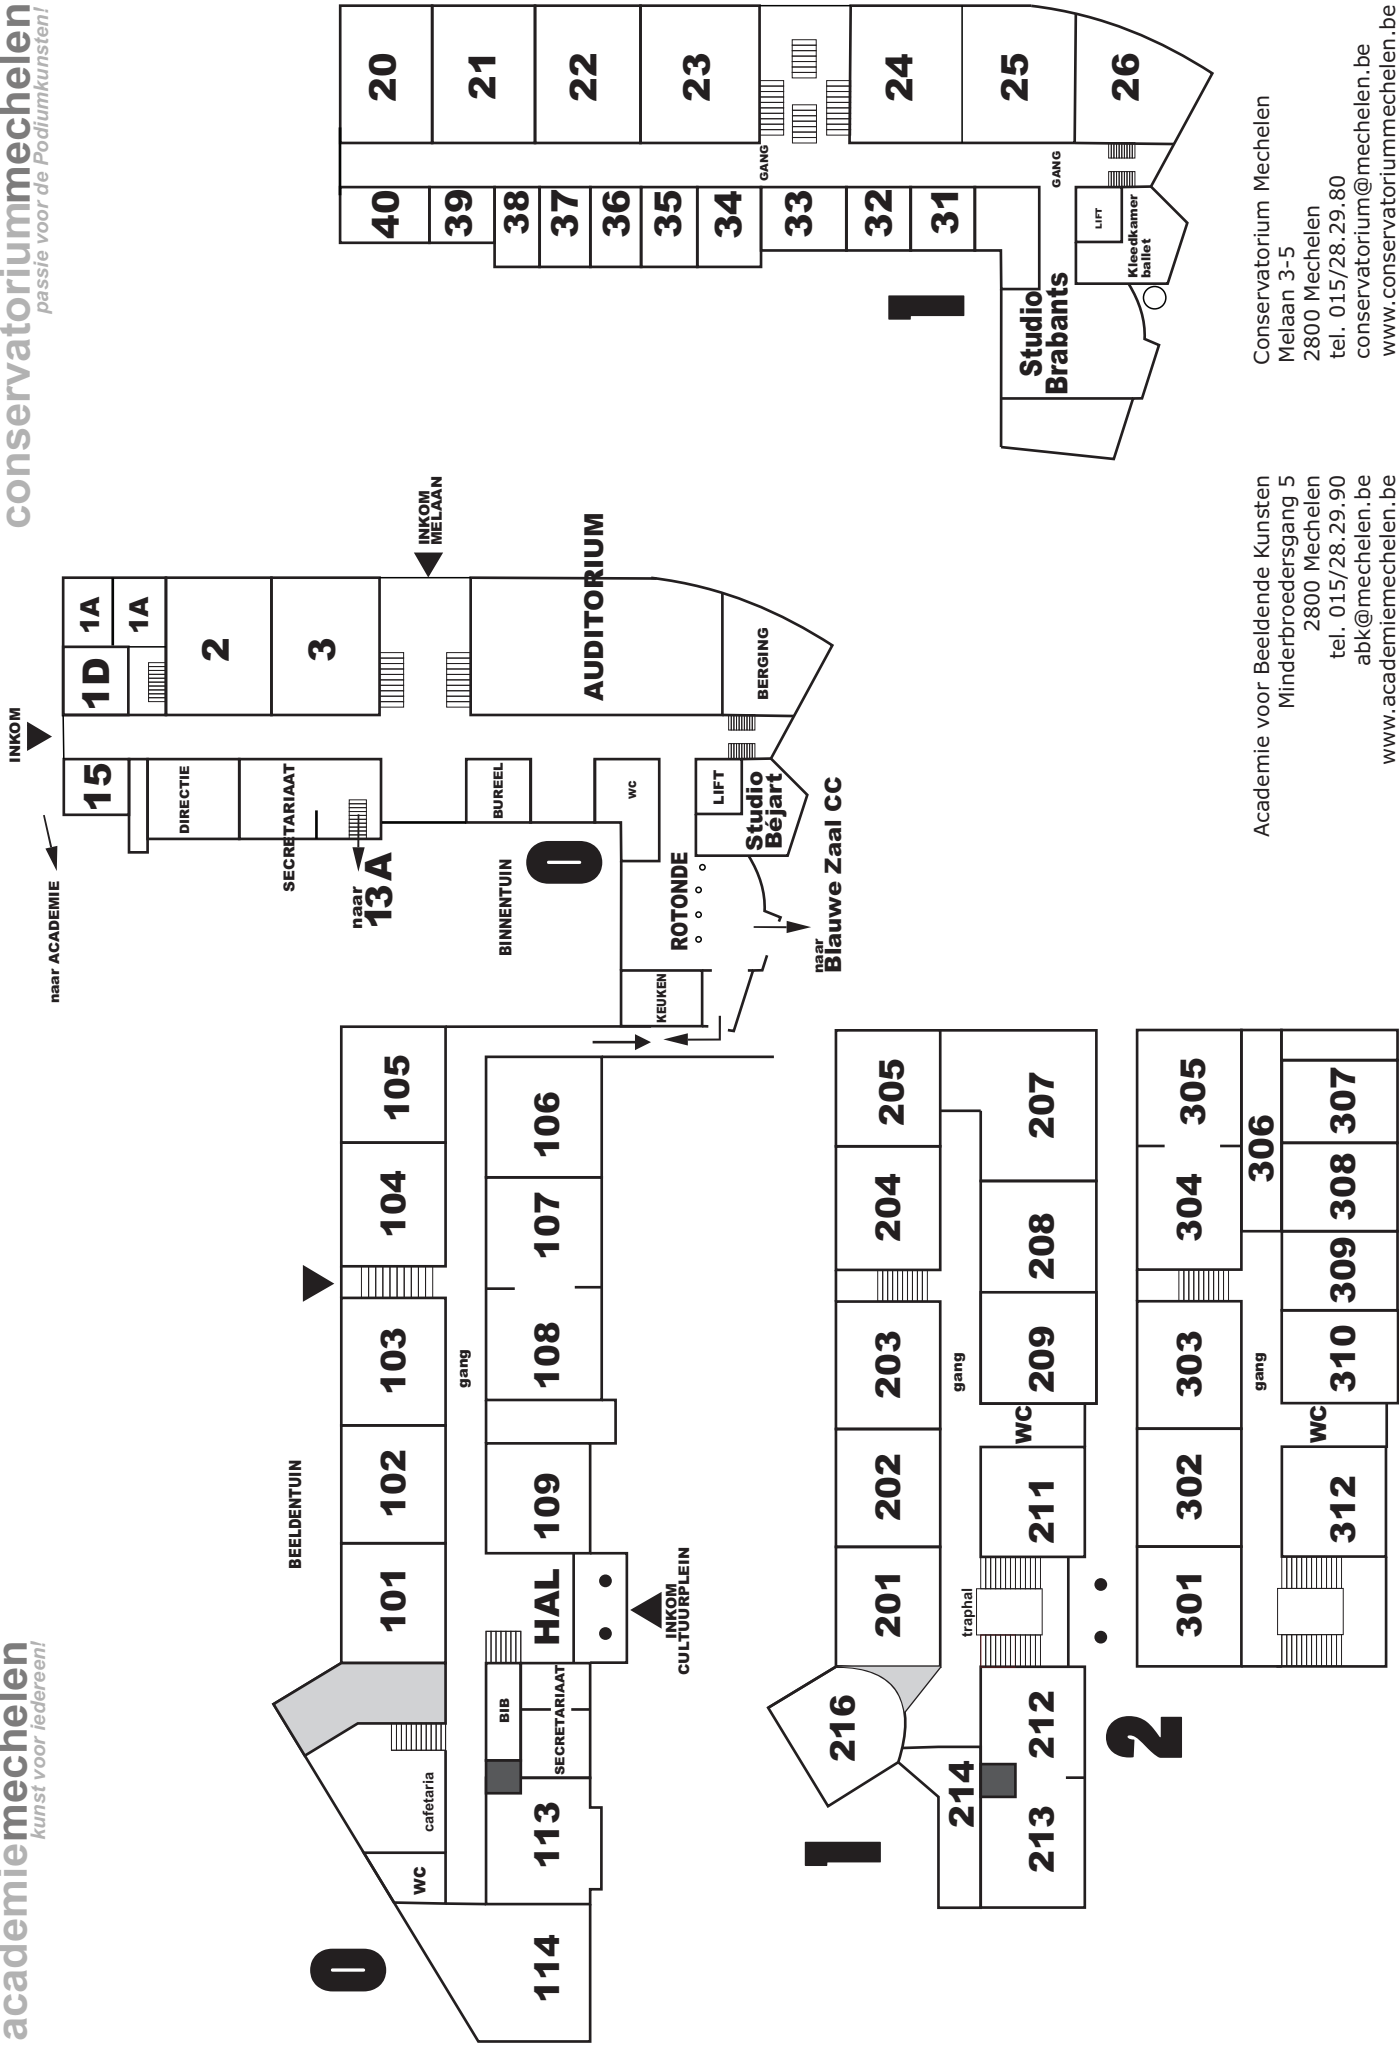 academiemechelen
kunst voor iedereen!
conservatoriummechelen
passie voor de Podiumkunsten!
0
BEELDENTUIN
114
WC
cafetaria
101
102
103
104
105
gang
113
BIB
SECRETARIAAT
HAL
109
108
107
106
INKOM
CULTUURPLEIN
naar ACADEMIE
INKOM
15
1D
1A
1A
DIRECTIE
2
SECRETARIAAT
3
naar
13A
INKOM
MELAAN
BINNENTUIN
BUREEL
0
AUDITORIUM
WC
KEUKEN
ROTONDE
LIFT
Studio
Béjart
BERGING
naar
Blauwe Zaal CC
40
20
39
21
38
37
22
36
35
23
34
GANG
33
32
24
31
25
1
GANG
Studio
Brabants
LIFT
Kleedkamer
ballet
26
1
216
201
202
203
204
205
214
traphal
gang
213
212
211
WC
209
208
207
2
301
302
303
304
305
gang
306
312
WC
310
309
308
307
Academie voor Beeldende Kunsten
Minderbroedersgang 5
2800 Mechelen
tel. 015/28.29.90
abk@mechelen.be
www.academiemechelen.be
Conservatorium Mechelen
Melaan 3-5
2800 Mechelen
tel. 015/28.29.80
conservatorium@mechelen.be
www.conservatoriummechelen.be